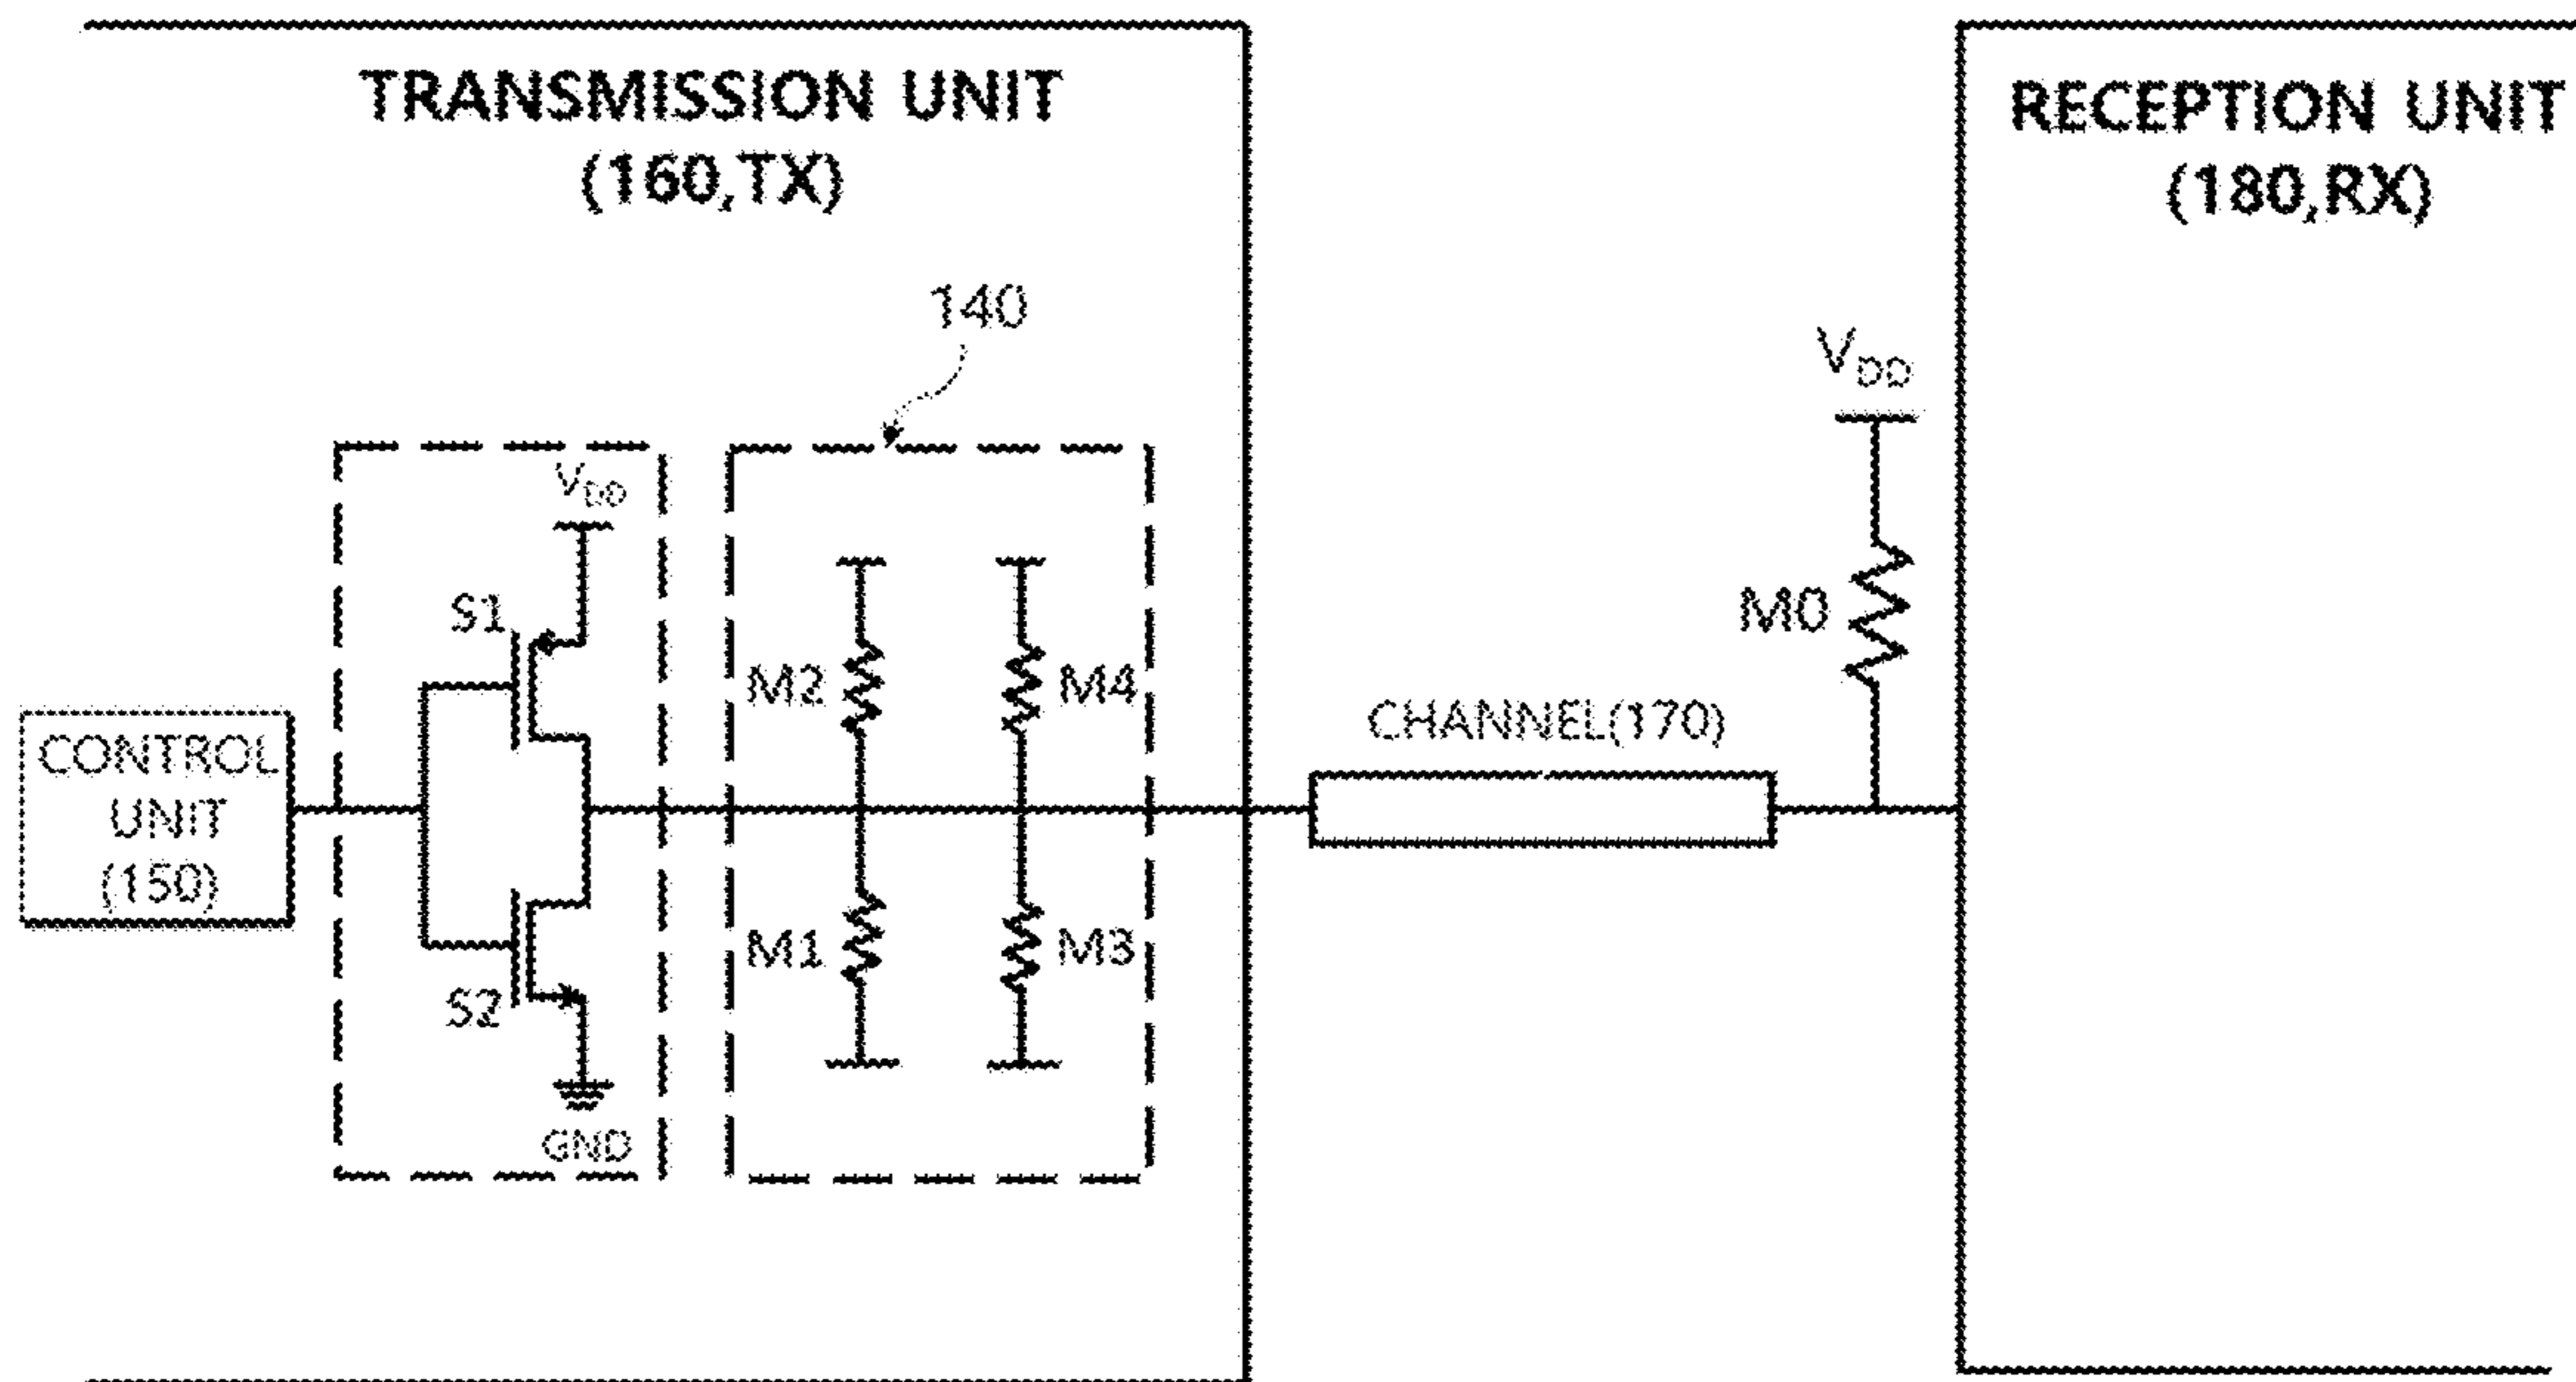 TRANSMISSION UNIT
(160,TX)
RECEPTION UNIT
(180,RX)
140
VDD
VDD
S1
M2
M4
M0
CHANNEL(170)
CONTROL
UNIT
(150)
M1
M3
S2
GND